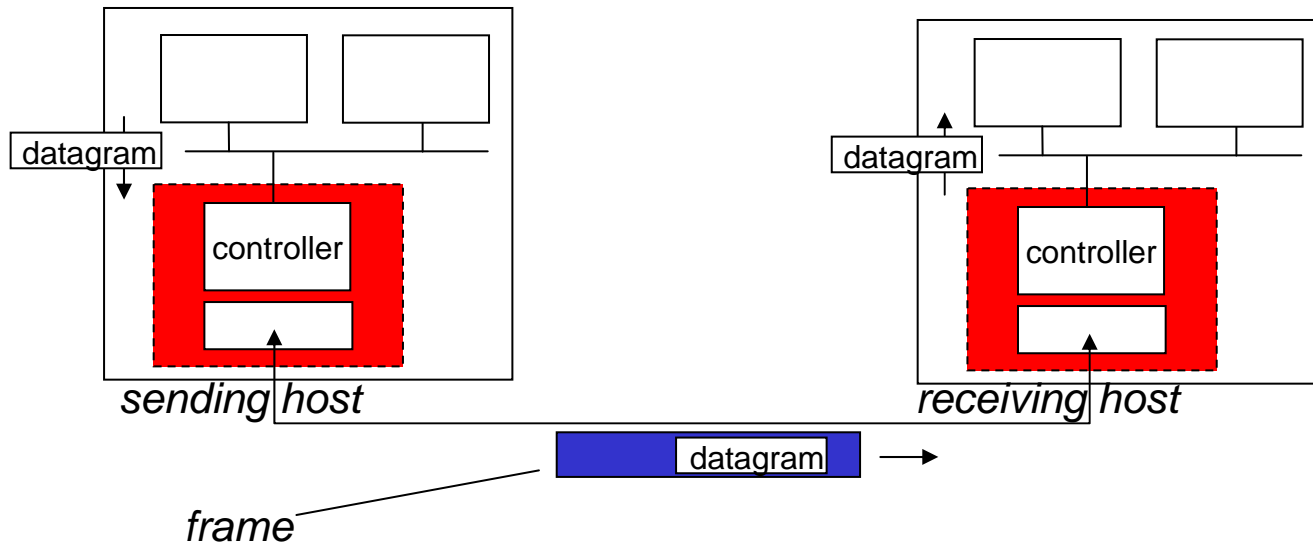 datagram
controller
sending host
datagram
controller
receiving host
datagram
frame